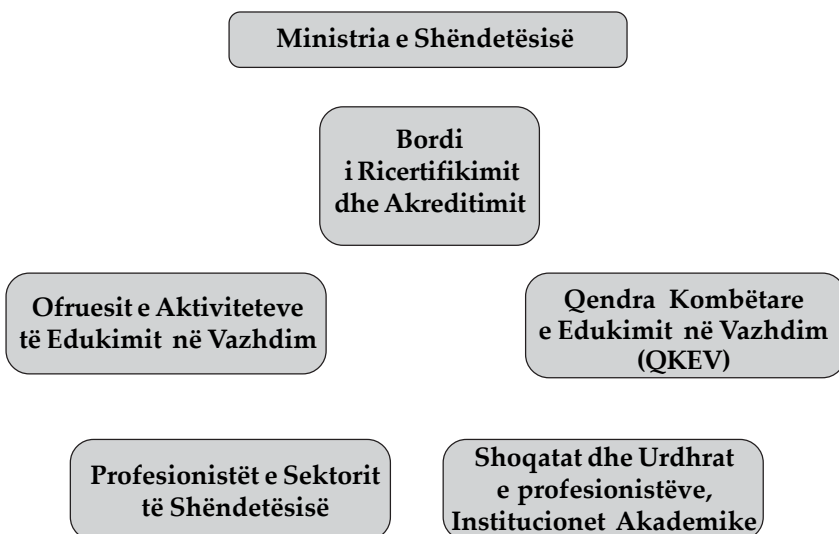 Ministria e Shëndetësisë
Bordi
i Ricertifikimit
dhe Akreditimit
Ofruesit e Aktiviteteve
të Edukimit në Vazhdim
Qendra Kombëtare
e Edukimit në Vazhdim
(QKEV)
Profesionistët e Sektorit
të Shëndetësisë
Shoqatat dhe Urdhrat
e profesionistëve,
Institucionet Akademike